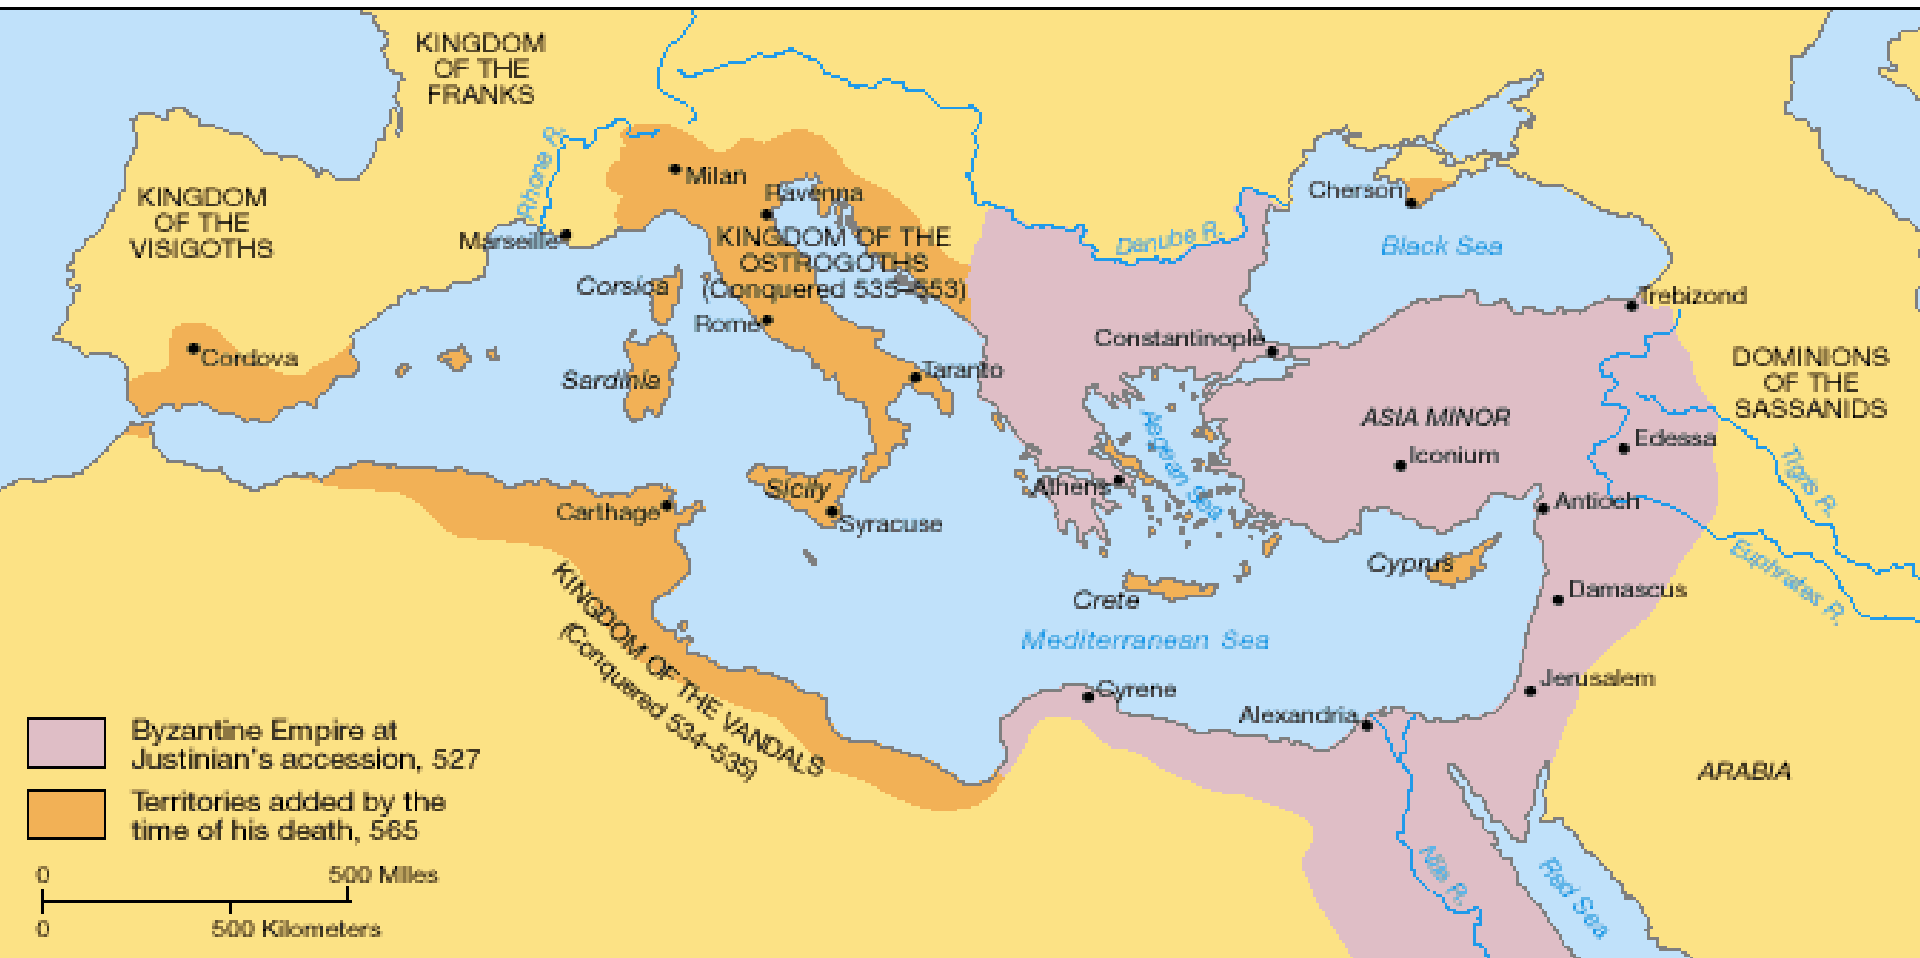 KINGDOM
OF THE
FRANKS
KINGDOM
OF THE
VISIGOTHS
Rhone R.
Milan
Ravenna
Marseille
KINGDOM OF THE
OSTROGOTHS
(Conquered 535–553)
Corsica
Rome
Sardinia
Taranto
Cordova
Danube R.
Cherson
Black Sea
Trebizond
Constantinople
DOMINIONS
OF THE
SASSANIDS
ASIA MINOR
Iconium
Edessa
Tigris R.
Aegean Sea
Athens
Antioch
Euphrates R.
Carthage
Sicily
Syracuse
Cyprus
Crete
Damascus
Mediterranean Sea
KINGDOM OF THE VANDALS
(Conquered 534–535)
Cyrene
Alexandria
Jerusalem
ARABIA
Nile R.
Red Sea
Byzantine Empire at
Justinian's accession, 527
Territories added by the
time of his death, 565
0 500 Miles
0 500 Kilometers